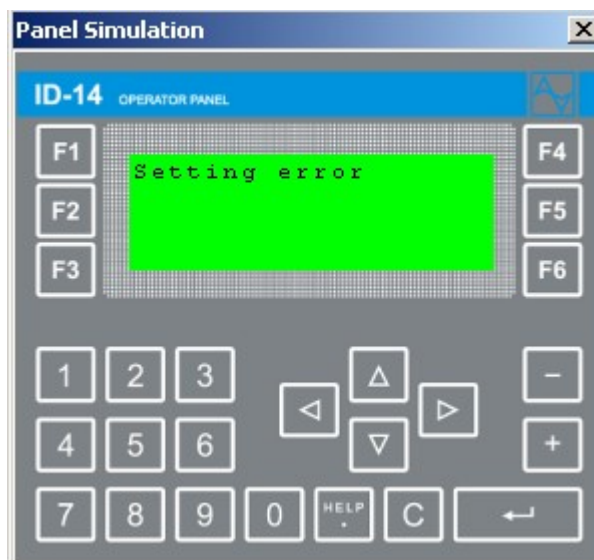 Panel Simulation
ID-14 OPERATOR PANEL
F1 F4
Setting error
F2 F5
F3 F6
1 2 3 −
4 5 6 +
7 8 9 0 HELP . C